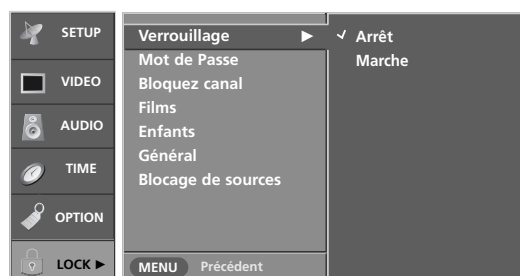 SETUP
VIDEO
AUDIO
TIME
OPTION
LOCK ►
Verrouillage ►
Mot de Passe
Bloquez canal
Films
Enfants
Général
Blocage de sources
MENU Précédent
✓ Arrêt
Marche